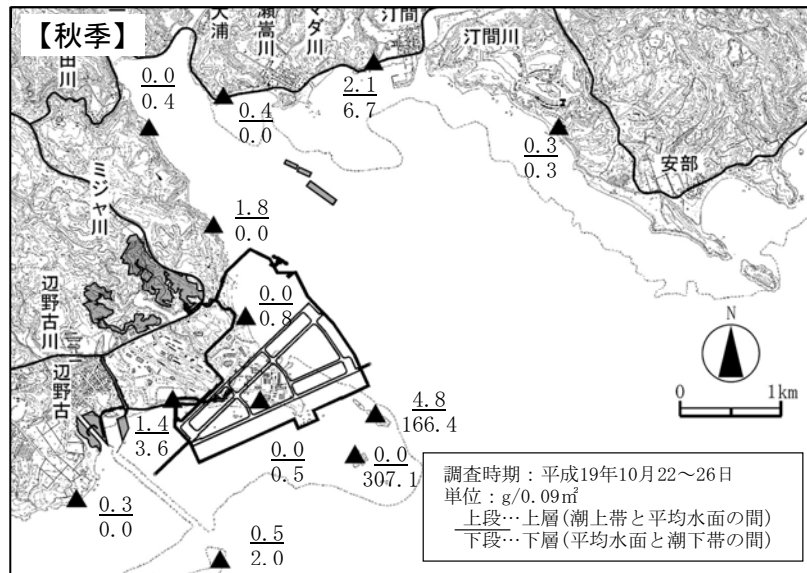 【秋季】
田川
大浦
瀬嵩川
マダ川
汀間
汀間川
0.0
0.4
0.4
0.0
2.1
6.7
0.3
0.3
安部
ミジャ川
1.8
0.0
辺野古川
0.0
0.8
N
辺野古
0 1km
1.4
3.6
0.0
0.5
4.8
166.4
0.0
307.1
0.3
0.0
0.5
2.0
調査時期：平成19年10月22～26日
単位：g/0.09㎡
上段…上層(潮上帯と平均水面の間)
下段…下層(平均水面と潮下帯の間)